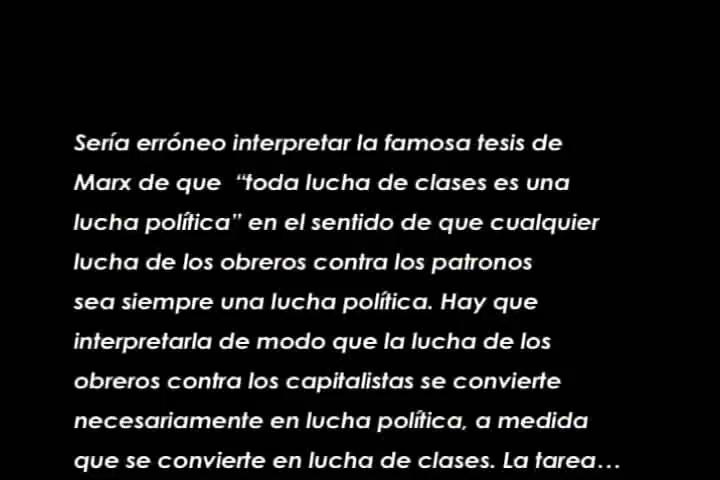 Sería erróneo interpretar la famosa tesis de
Marx de que “toda lucha de clases es una
lucha política” en el sentido de que cualquier
lucha de los obreros contra los patronos
sea siempre una lucha política. Hay que
interpretarla de modo que la lucha de los
obreros contra los capitalistas se convierte
necesariamente en lucha política, a medida
que se convierte en lucha de clases. La tarea...